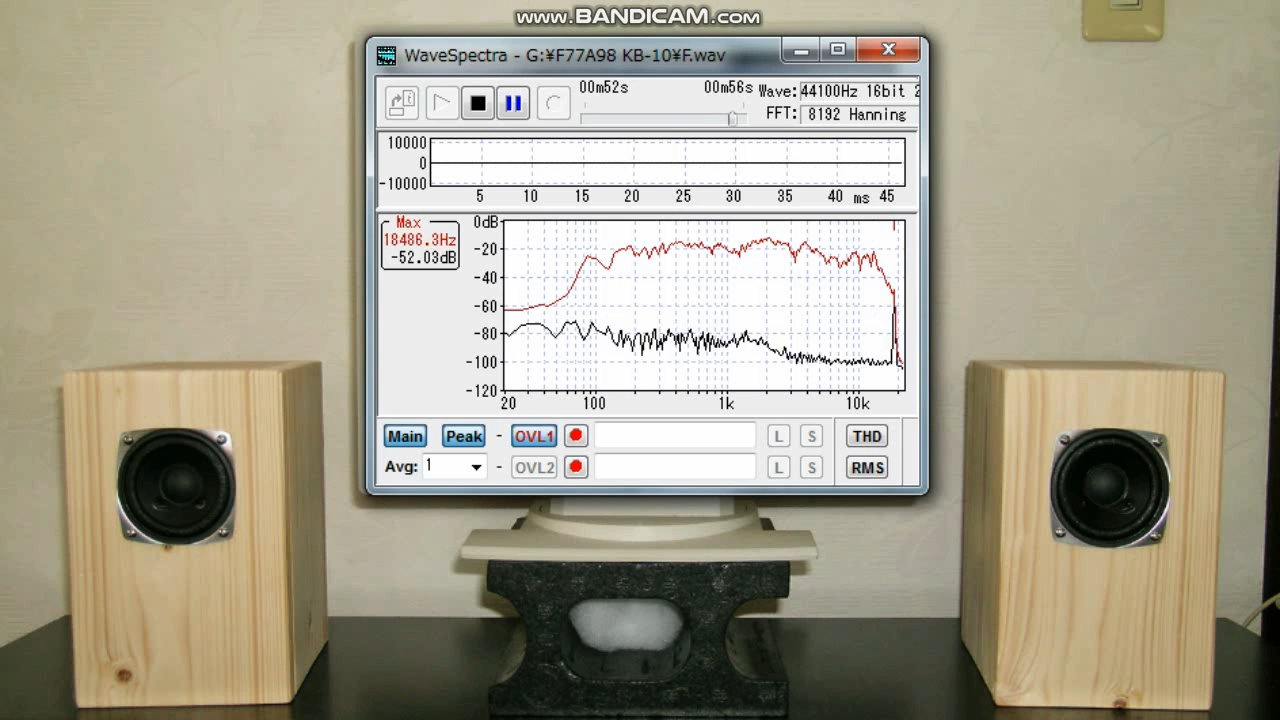 www.BANDICAM.com
WaveSpectra - G:¥F77A98 KB-10¥F.wav
00m52s 00m56s Wave: 44100Hz 16bit 2
FFT: 8192 Hanning
10000
0
-10000
5 10 15 20 25 30 35 40 ms 45
Max
18486.3Hz
-52.03dB
0dB
-20
-40
-60
-80
-100
-120
20 100 1k 10k
Main Peak - OVL1 L S THD
Avg: 1 - OVL2 L S RMS